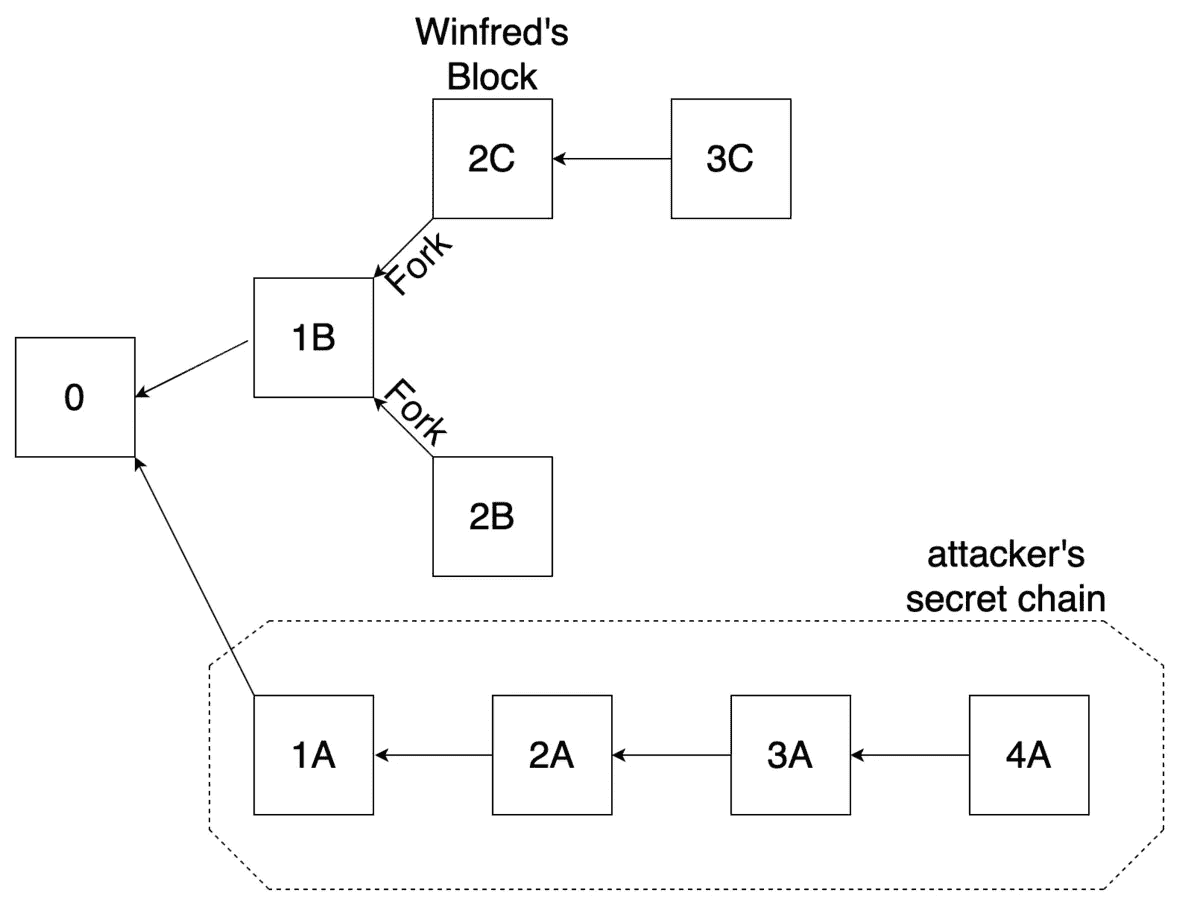 Winfred's
Block
2C
3C
Fork
1B
0
Fork
2B
attacker's
secret chain
1A
2A
3A
4A